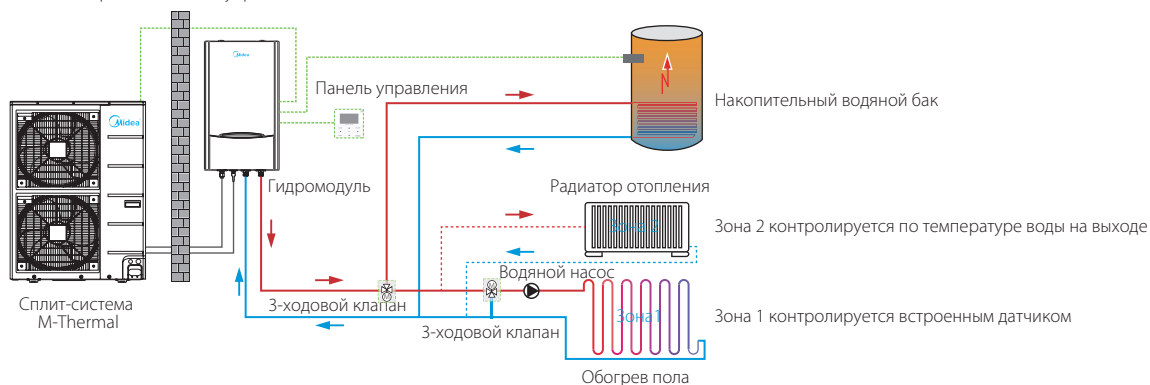 Midea
Midea
Панель управления
Накопительный водяной бак
Гидромодуль
Радиатор отопления
Зона 2
Зона 2 контролируется по температуре воды на выходе
Водяной насос
3-ходовой клапан
Сплит-система
M-Thermal
3-ходовой клапан
Зона1
Зона 1 контролируется встроенным датчиком
Обогрев пола